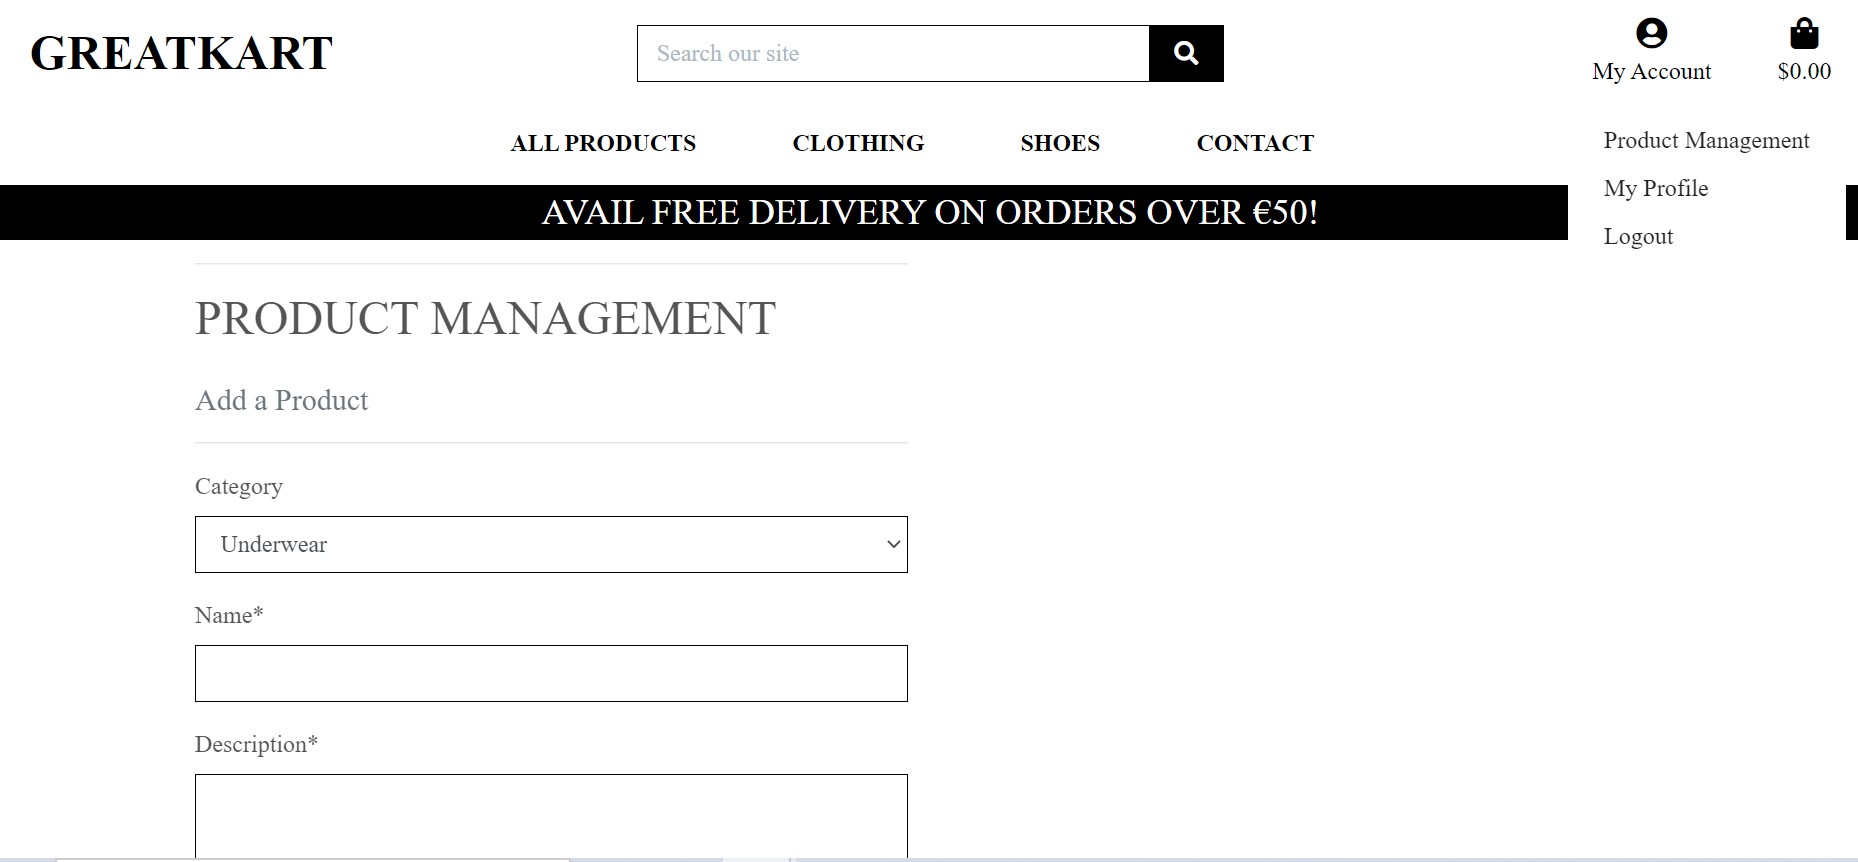 GREATKART
Search our site
My Account
$0.00
ALL PRODUCTS
CLOTHING
SHOES
CONTACT
Product Management
My Profile
Logout
AVAIL FREE DELIVERY ON ORDERS OVER €50!
PRODUCT MANAGEMENT
Add a Product
Category
Underwear
Name*
Description*